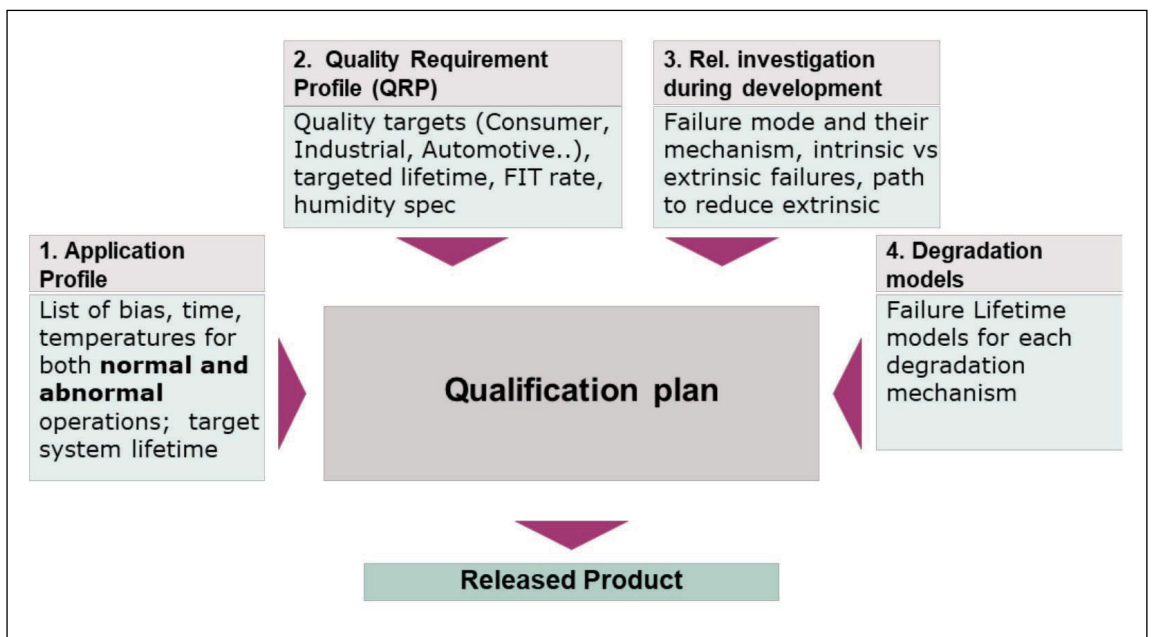 2. Quality Requirement
Profile (QRP)
Quality targets (Consumer,
Industrial, Automotive..),
targeted lifetime, FIT rate,
humidity spec
3. Rel. investigation
during development
Failure mode and their
mechanism, intrinsic vs
extrinsic failures, path
to reduce extrinsic
1. Application
Profile
List of bias, time,
temperatures for
both normal and
abnormal
operations; target
system lifetime
4. Degradation
models
Failure Lifetime
models for each
degradation
mechanism
Qualification plan
Released Product